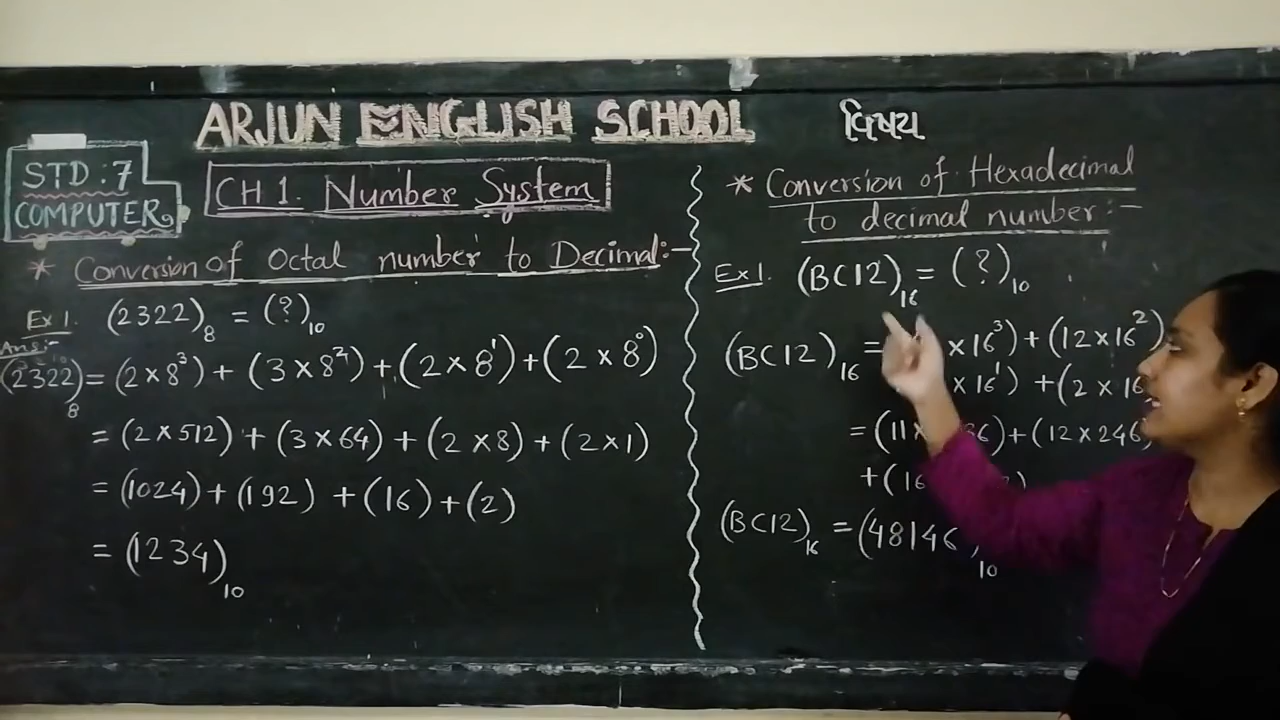 ARJUN ENGLISH SCHOOL
વિષય
STD : 7
COMPUTER
CH 1. Number System
* Conversion of Octal number to Decimal:-
Ex 1. (2322)₈ = (?)₁₀
Ans:-
(2322)₈ = (2 × 8³) + (3 × 8²) + (2 × 8¹) + (2 × 8⁰)
= (2 × 512) + (3 × 64) + (2 × 8) + (2 × 1)
= (1024) + (192) + (16) + (2)
= (1234)₁₀
* Conversion of Hexadecimal
to decimal number:-
Ex 1. (BC12)₁₆ = (?)₁₀
(BC12)₁₆ = × 16³) + (12 × 16²)
× 16¹) + (2 × 16
= (11 × 36) + (12 × 246)
+ (16
(BC12)₁₆ = (48146)₁₀